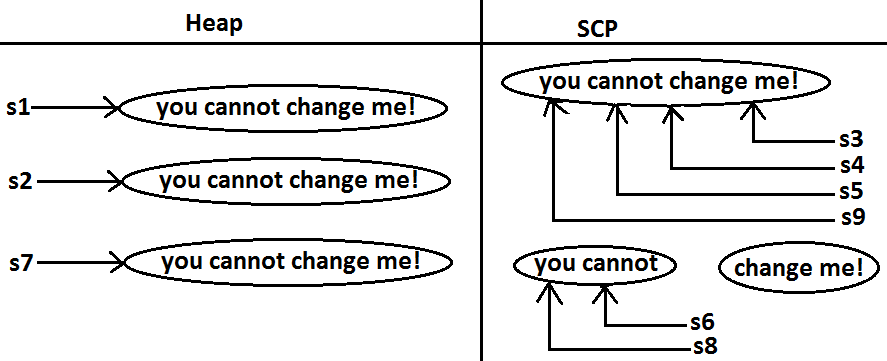 Heap
SCP
s1
you cannot change me!
s2
you cannot change me!
s7
you cannot change me!
you cannot change me!
s3
s4
s5
s9
you cannot
change me!
s6
s8